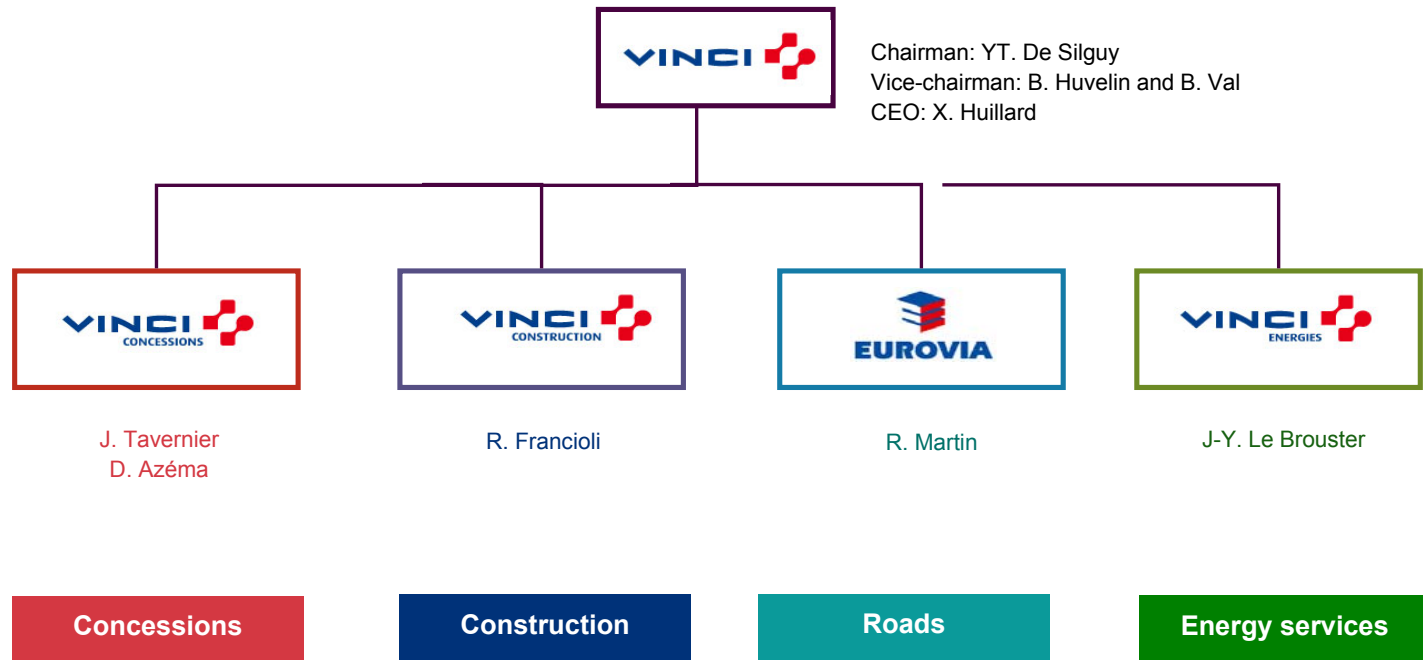 VINCI
Chairman: YT. De Silguy
Vice-chairman: B. Huvelin and B. Val
CEO: X. Huillard
VINCI
CONCESSIONS
VINCI
CONSTRUCTION
EUROVIA
VINCI
ENERGIES
J. Tavernier
D. Azéma
R. Francioli
R. Martin
J-Y. Le Brouster
Concessions
Construction
Roads
Energy services